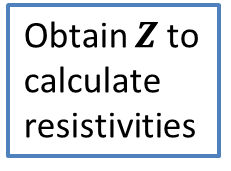 Obtain Z to
calculate
resistivities